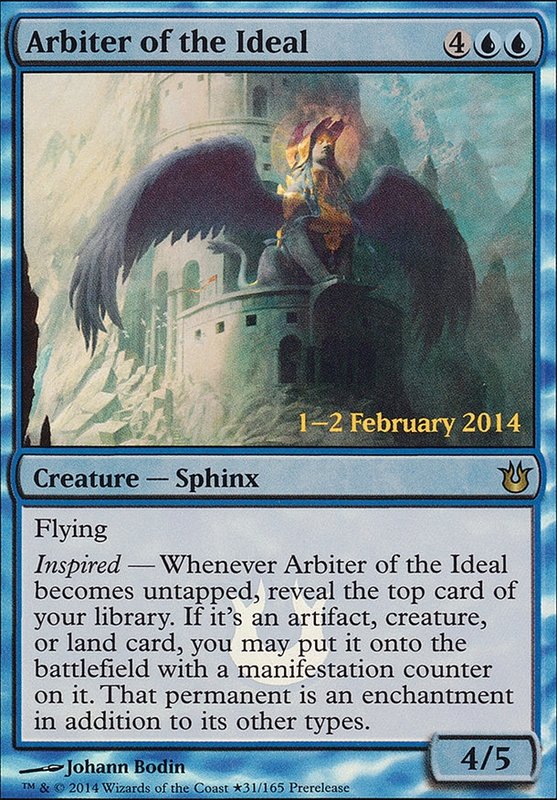 Arbiter of the Ideal 4
1–2 February 2014
Creature — Sphinx
Flying
Inspired — Whenever Arbiter of the Ideal
becomes untapped, reveal the top card of
your library. If it's an artifact, creature,
or land card, you may put it onto the
battlefield with a manifestation counter
on it. That permanent is an enchantment
in addition to its other types.
4/5
Johann Bodin
™ & © 2014 Wizards of the Coast ★31/165 Prerelease